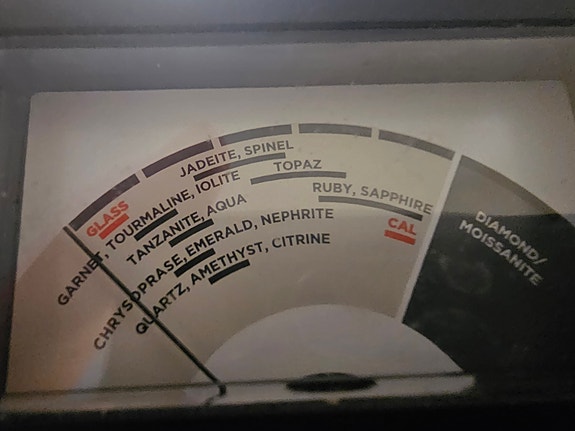 JADEITE, SPINEL
TOPAZ
RUBY, SAPPHIRE
GLASS
GARNET, TOURMALINE, IOLITE
TANZANITE, AQUA
CAL
CHRYSOPRASE, EMERALD, NEPHRITE
QUARTZ, AMETHYST, CITRINE
DIAMOND/
MOISSANITE